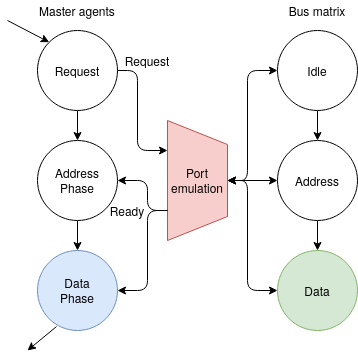 Master agents
Bus matrix
Request
Request
Idle
Port
emulation
Address
Phase
Address
Ready
Data
Phase
Data